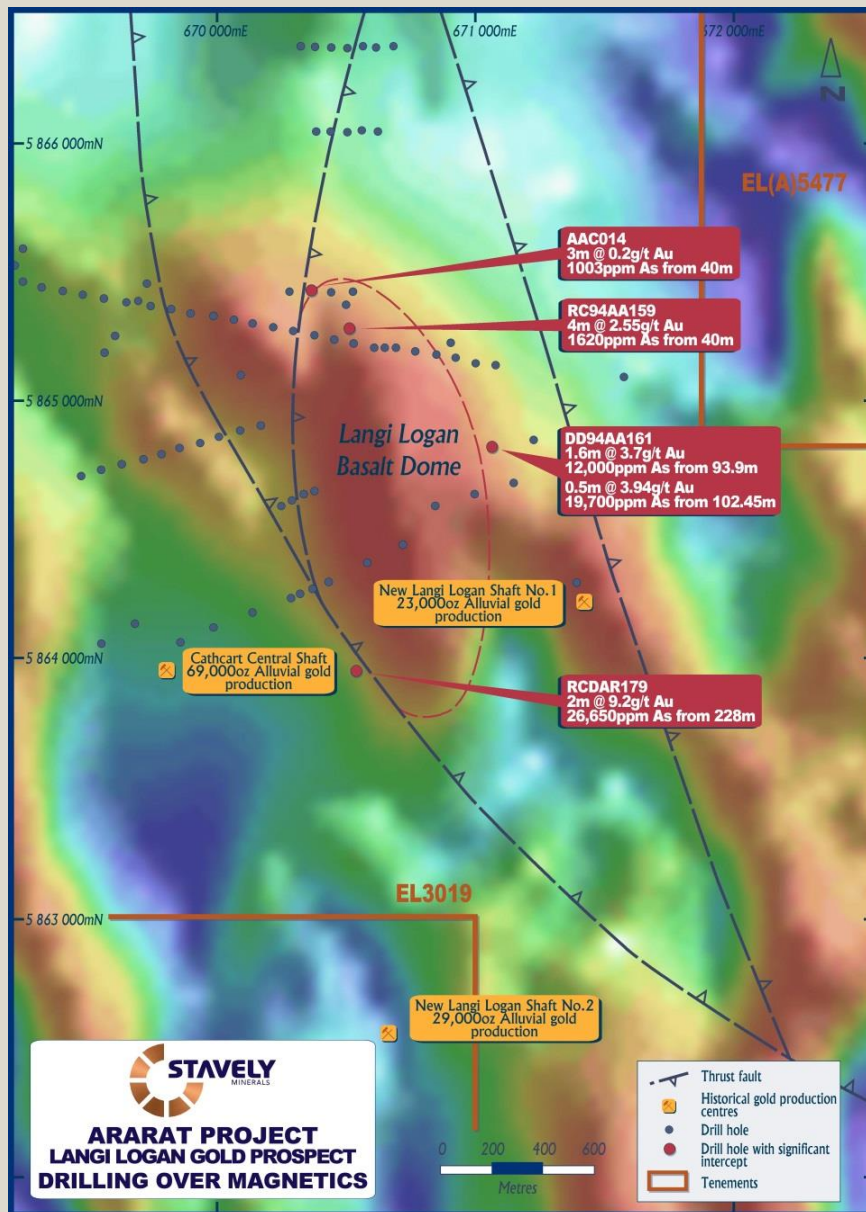 670 000mE
671 000mE
672 000mE
N
5 866 000mN
EL(A)5477
AAC014
3m @ 0.2g/t Au
1003ppm As from 40m
RC94AA159
4m @ 2.55g/t Au
1620ppm As from 40m
5 865 000mN
Langi Logan
Basalt Dome
DD94AA161
1.6m @ 3.7g/t Au
12,000ppm As from 93.9m
0.5m @ 3.94g/t Au
19,700ppm As from 102.45m
New Langi Logan Shaft No.1
23,000oz Alluvial gold
production
5 864 000mN
Cathcart Central Shaft
69,000oz Alluvial gold
production
RCDAR179
2m @ 9.2g/t Au
26,650ppm As from 228m
EL3019
5 863 000mN
New Langi Logan Shaft No.2
29,000oz Alluvial gold
production
STAVELY
MINERALS
ARARAT PROJECT
LANGI LOGAN GOLD PROSPECT
DRILLING OVER MAGNETICS
0 200 400 600
Metres
Thrust fault
Historical gold production
centres
Drill hole
Drill hole with significant
intercept
Tenements